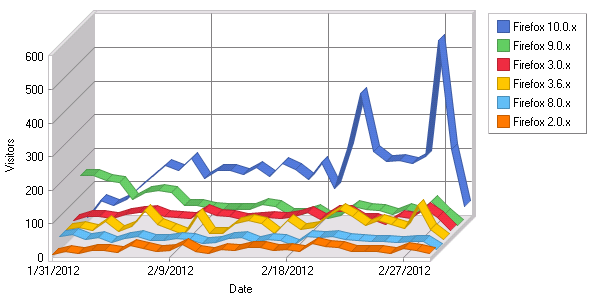 Firefox 10.0.x
Firefox 9.0.x
Firefox 3.0.x
Firefox 3.6.x
Firefox 8.0.x
Firefox 2.0.x
600
500
400
300
200
100
0
Visitors
1/31/2012
2/9/2012
2/18/2012
2/27/2012
Date